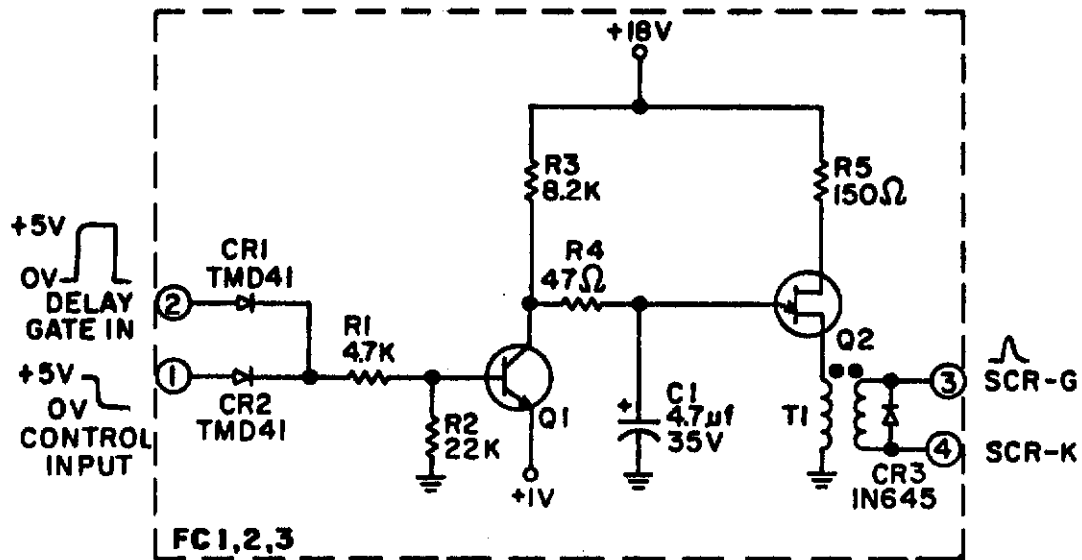 +18V
R3
8.2K
R5
150Ω
+5V
0V
DELAY
GATE IN
2
CR1
TMD41
R4
47Ω
R1
4.7K
Q2
+5V
0V
CONTROL
INPUT
1
CR2
TMD41
R2
22K
Q1
+1V
+
C1
4.7µf
35V
T1
3
SCR-G
4
SCR-K
CR3
IN645
FC1,2,3